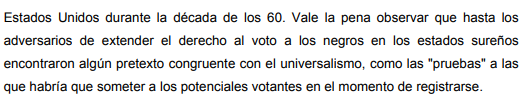 Estados Unidos durante la década de los 60. Vale la pena observar que hasta los
adversarios de extender el derecho al voto a los negros en los estados sureños
encontraron algún pretexto congruente con el universalismo, como las "pruebas" a las
que habría que someter a los potenciales votantes en el momento de registrarse.